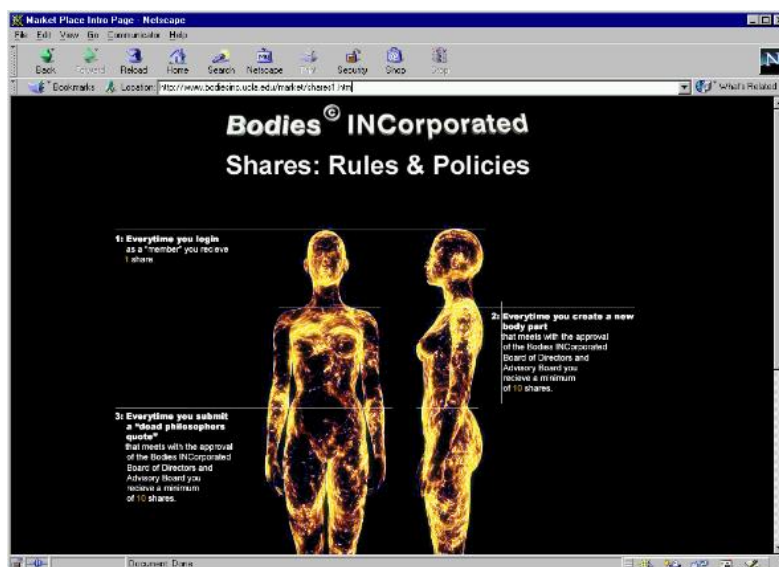 Market Place Intro Page - Netscape
File Edit View Go Communicator Help
Back Forward Reload Home Search Netscape Print Security Shop Stop
Bookmarks Location: http://www.bodiesinc.ucla.edu/market/shares1.html What's Related
Bodies© INCorporated
Shares: Rules & Policies
1: Everytime you login
as a "member" you recieve
1 share
2: Everytime you create a new
body part
that meets with the approval
of the Bodies INCorporated
Board of Directors and
Advisory Board you
recieve a minimum
of 10 shares.
3: Everytime you submit
a "dead philosophers
quote"
that meets with the approval
of the Bodies INCorporated
Board of Directors and
Advisory Board you
recieve a minimum
of 10 shares.
Document: Done